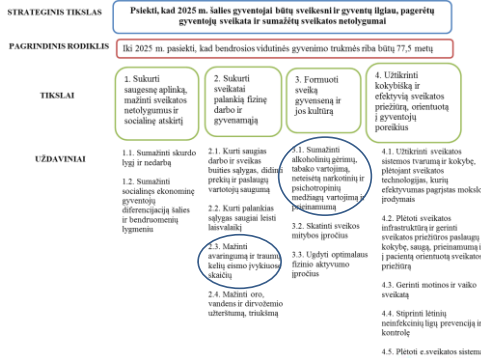 STRATEGINIS TIKSLAS
Psiekti, kad 2025 m. šalies gyventojai būtų sveikesni ir gyventų ilgiau, pagerėtų
gyventojų sveikata ir sumažėtų sveikatos netolygumai
PAGRINDINIS RODIKLIS
Iki 2025 m. pasiekti, kad bendrosios vidutinės gyvenimo trukmės riba būtų 77,5 metų
TIKSLAI
1. Sukurti
saugesnę aplinką,
mažinti sveikatos
netolygumus ir
socialinę atskirtį
2. Sukurti
sveikatai
palankią fizinę
darbo ir
gyvenamąją
3. Formuoti
sveiką
gyvenseną ir
jos kultūrą
4. Užtikrinti
kokybišką ir
efektyvią sveikatos
priežiūrą, orientuotą
į gyventojų
poreikius
UŽDAVINIAI
1.1. Sumažinti skurdo
lygį ir nedarbą
1.2. Sumažinti
socialinęs ekonominę
gyventojų
diferenciaciją šalies
ir bendruomenių
lygmeniu
2.1. Kurti saugias
darbo ir sveikas
buities sąlygas, didinti
prekių ir paslaugų
vartotojų saugumą
2.2. Kurti palankias
sąlygas saugiai leisti
laisvalaikį
2.3. Mažinti
avaringumą ir traumų
kelių eismo įvykiuose
skaičių
2.4. Mažinti oro,
vandens ir dirvožemio
užterštumą, triukšmą
3.1. Sumažinti
alkoholinių gėrimų,
tabako vartojimą,
neteisėtą narkotinių ir
psichotropinių
medžiagų vartojimą ir
prieinamumą
3.2. Skatinti sveikos
mitybos įpročius
3.3. Ugdyti optimalaus
fizinio aktyvumo
įpročius
4.1. Užtikrinti sveikatos
sistemos tvarumą ir kokybę,
plėtojant sveikatos
technologijas, kurių
efektyvumas pagrįstas mokslo
įrodymais
4.2. Plėtoti sveikatos
infrastruktūrą ir gerinti
sveikatos priežiūros paslaugų
kokybę, saugą, prieinamumą ir
į pacientą orientuotą sveikatos
priežiūrą
4.3. Gerinti motinos ir vaiko
sveikatą
4.4. Stiprinti lėtinių
neinfekcinių ligų prevenciją ir
kontrolę
4.5. Plėtoti e.sveikatos sistemą